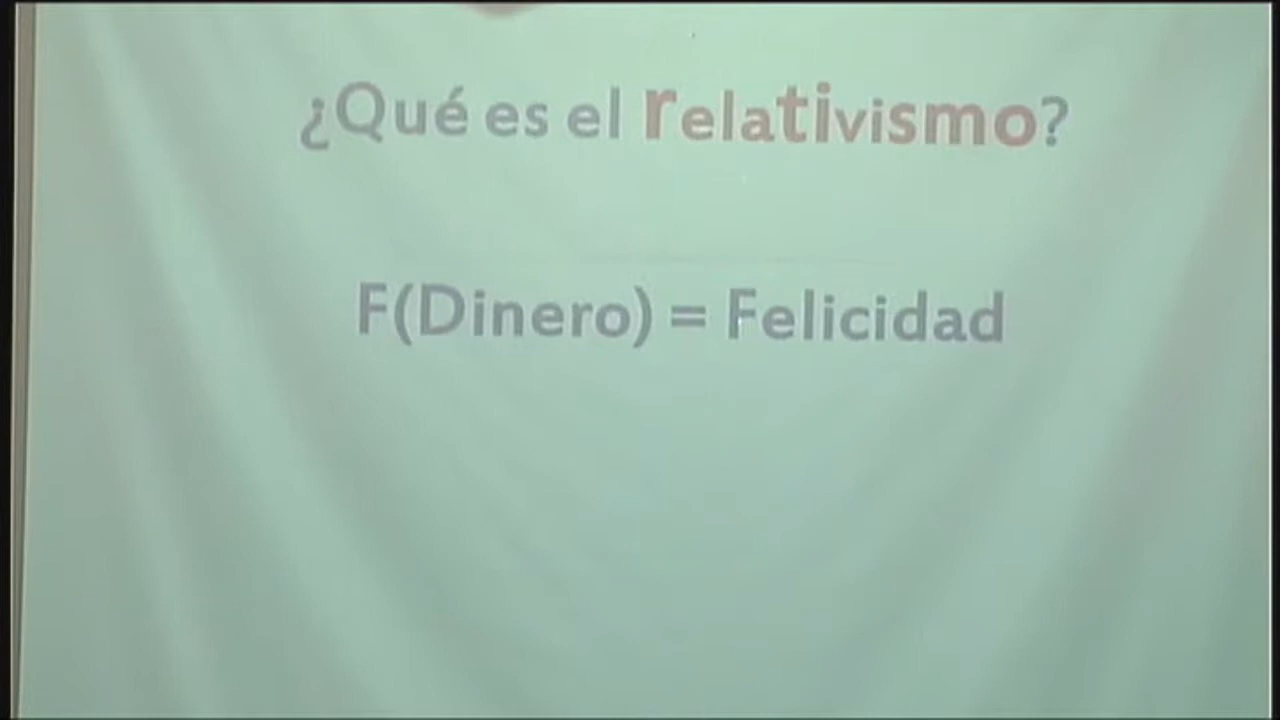 ¿Qué es el relativismo?
F(Dinero) = Felicidad